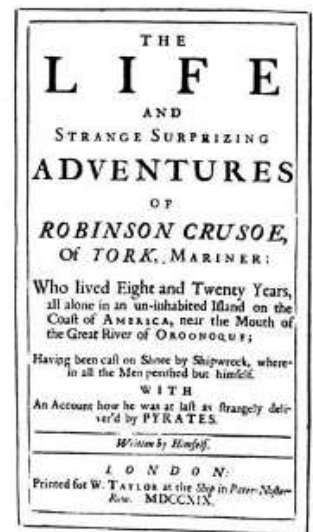 THE
LIFE
AND
STRANGE SURPRIZING
ADVENTURES
OF
ROBINSON CRUSOE,
Of YORK, MARINER:
Who lived Eight and Twenty Years,
all alone in an un-inhabited Iſland on the
Coaſt of AMERICA, near the Mouth of
the Great River of OROONOQUE;
Having been caſt on Shore by Shipwreck, where-
in all the Men periſhed but himſelf.
WITH
An Account how he was at laſt as ſtrangely deli-
ver'd by PYRATES.
Written by Himſelf.
LONDON:
Printed for W. TAYLOR at the Ship in Pater-Noſter-
Row. MDCCXIX.